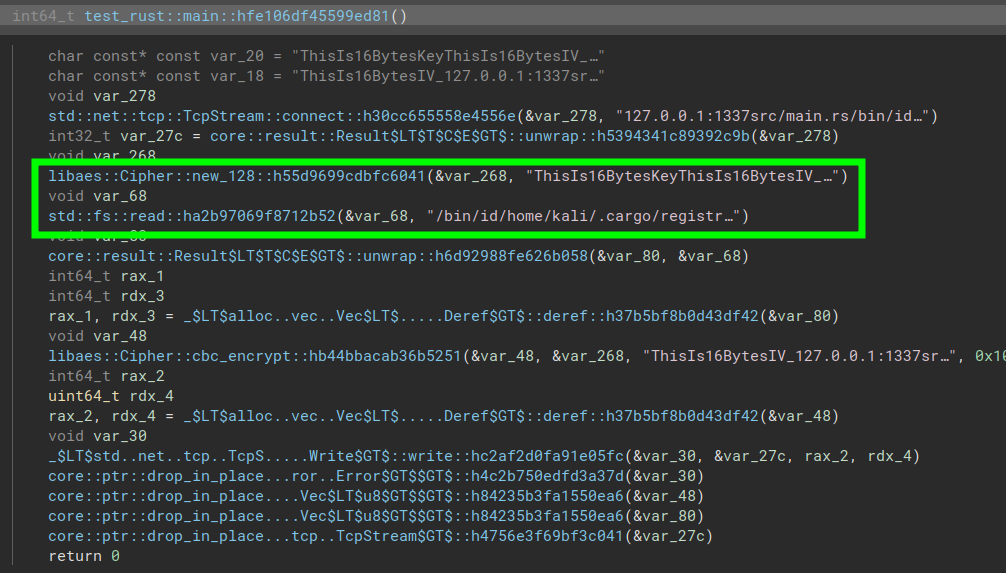 int64_t test_rust::main::hfe106df45599ed81()
char const* const var_20 = "ThisIs16BytesKeyThisIs16BytesIV_…"
char const* const var_18 = "ThisIs16BytesIV_127.0.0.1:1337sr…"
void var_278
std::net::tcp::TcpStream::connect::h30cc655558e4556e(&var_278, "127.0.0.1:1337src/main.rs/bin/id…")
int32_t var_27c = core::result::Result$LT$T$C$E$GT$::unwrap::h5394341c89392c9b(&var_278)
void var_268
libaes::Cipher::new_128::h55d9699cdbfc6041(&var_268, "ThisIs16BytesKeyThisIs16BytesIV_…")
void var_68
std::fs::read::ha2b97069f8712b52(&var_68, "/bin/id/home/kali/.cargo/registr…")
void var_80
core::result::Result$LT$T$C$E$GT$::unwrap::h6d92988fe626b058(&var_80, &var_68)
int64_t rax_1
int64_t rdx_3
rax_1, rdx_3 = _$LT$alloc..vec..Vec$LT$.....Deref$GT$::deref::h37b5bf8b0d43df42(&var_80)
void var_48
libaes::Cipher::cbc_encrypt::hb44bbacab36b5251(&var_48, &var_268, "ThisIs16BytesIV_127.0.0.1:1337sr…", 0x10
int64_t rax_2
uint64_t rdx_4
rax_2, rdx_4 = _$LT$alloc..vec..Vec$LT$.....Deref$GT$::deref::h37b5bf8b0d43df42(&var_48)
void var_30
_$LT$std..net..tcp..TcpS.....Write$GT$::write::hc2af2d0fa91e05fc(&var_30, &var_27c, rax_2, rdx_4)
core::ptr::drop_in_place...ror..Error$GT$$GT$::h4c2b750edfd3a37d(&var_30)
core::ptr::drop_in_place....Vec$LT$u8$GT$$GT$::h84235b3fa1550ea6(&var_48)
core::ptr::drop_in_place....Vec$LT$u8$GT$$GT$::h84235b3fa1550ea6(&var_80)
core::ptr::drop_in_place...tcp..TcpStream$GT$::h4756e3f69bf3c041(&var_27c)
return 0